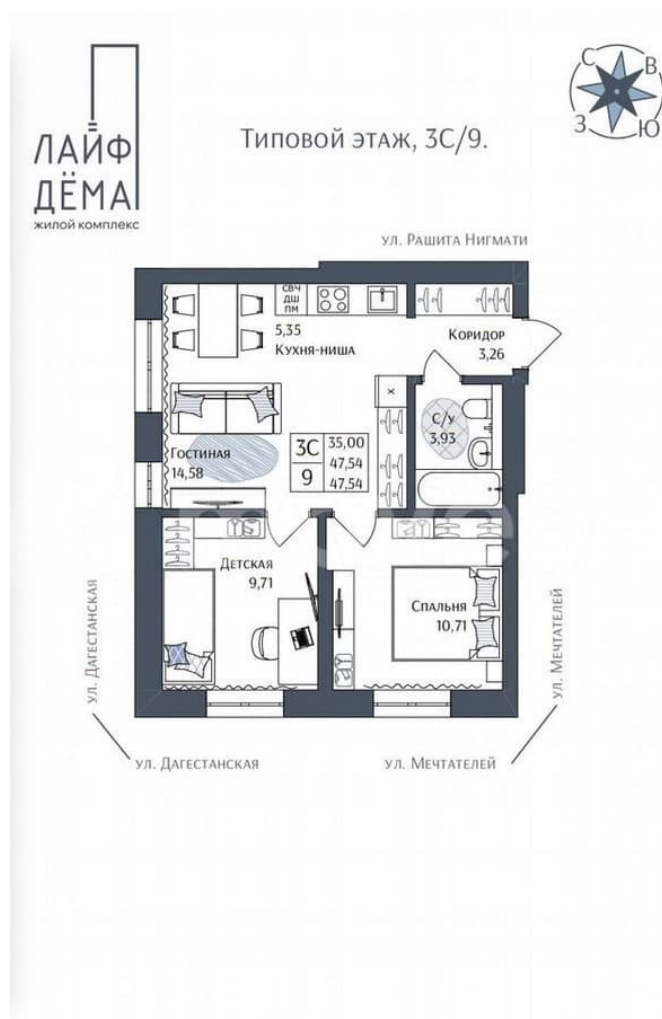 ЛАЙФ
ДЁМА
жилой комплекс
Типовой этаж, 3С/9.
С
В
З
Ю
ул. Рашита Нигмати
СВЧ
ДШ
ПМ
5,35
Кухня-ниша
Коридор
3,26
х
С/У
3,93
Гостиная
14,58
3С 35,00
47,54
9 47,54
Детская
9,71
Спальня
10,71
ул. Дагестанская
ул. Мечтателей
ул. Дагестанская
ул. Мечтателей